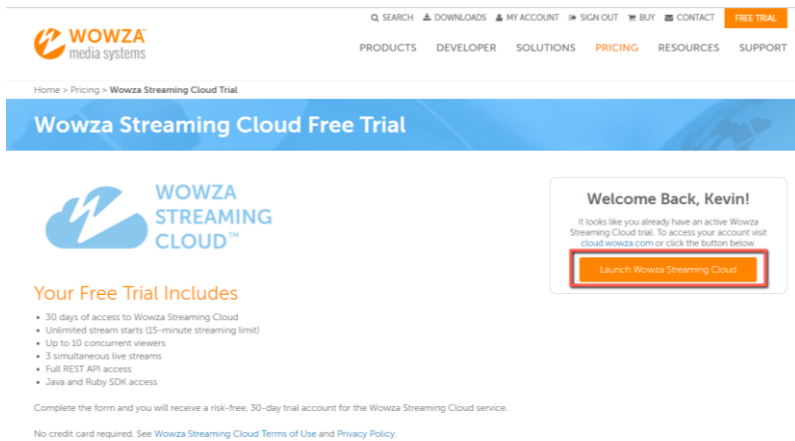 SEARCH DOWNLOADS MY ACCOUNT SIGN OUT BUY CONTACT FREE TRIAL
WOWZA
media systems
PRODUCTS DEVELOPER SOLUTIONS PRICING RESOURCES SUPPORT
Home > Pricing > Wowza Streaming Cloud Trial
Wowza Streaming Cloud Free Trial
WOWZA
STREAMING
CLOUD™
Welcome Back, Kevin!
It looks like you already have an active Wowza
Streaming Cloud trial. To access your account visit
cloud.wowza.com or click the button below.
Launch Wowza Streaming Cloud
Your Free Trial Includes
• 30 days of access to Wowza Streaming Cloud
• Unlimited stream starts (15-minute streaming limit)
• Up to 10 concurrent viewers
• 3 simultaneous live streams
• Full REST API access
• Java and Ruby SDK access
Complete the form and you will receive a risk-free, 30-day trial account for the Wowza Streaming Cloud service.
No credit card required. See Wowza Streaming Cloud Terms of Use and Privacy Policy.